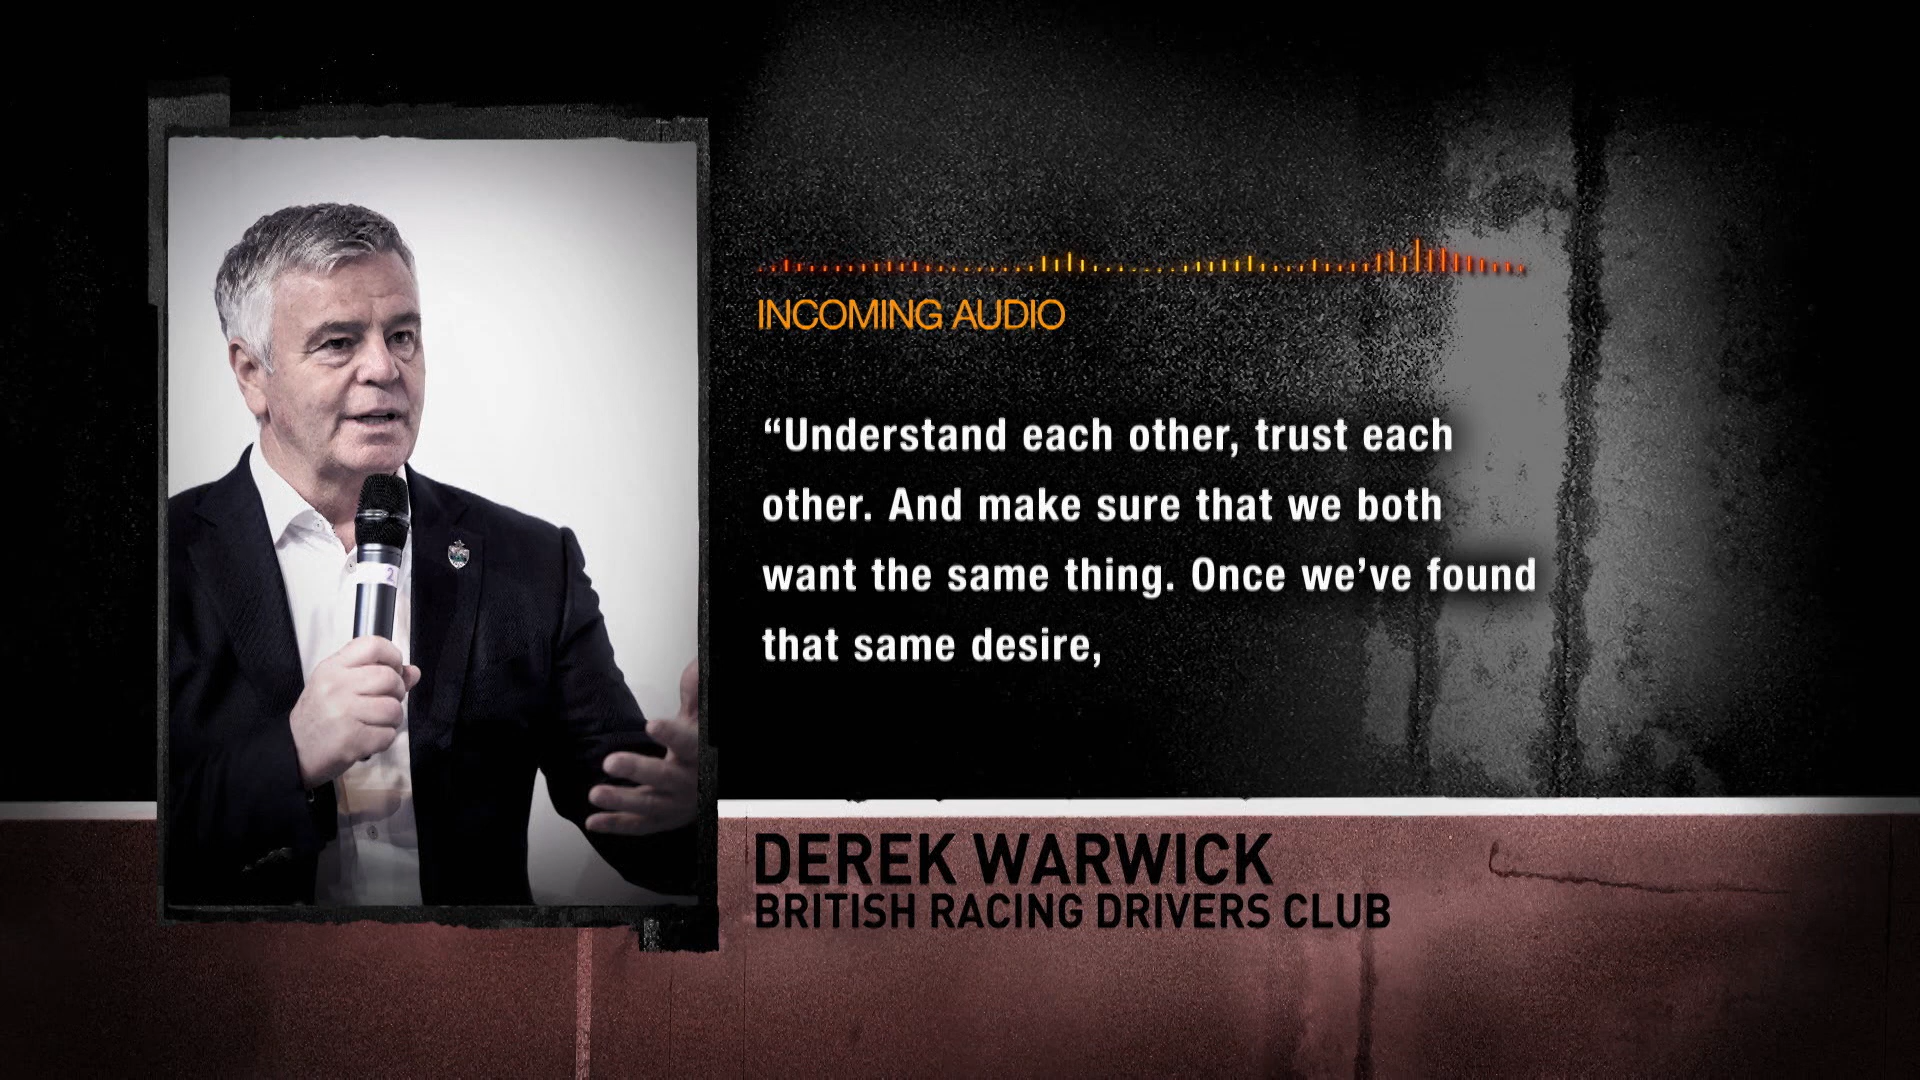 INCOMING AUDIO
“Understand each other, trust each
other. And make sure that we both
want the same thing. Once we’ve found
that same desire,
2
DEREK WARWICK
BRITISH RACING DRIVERS CLUB